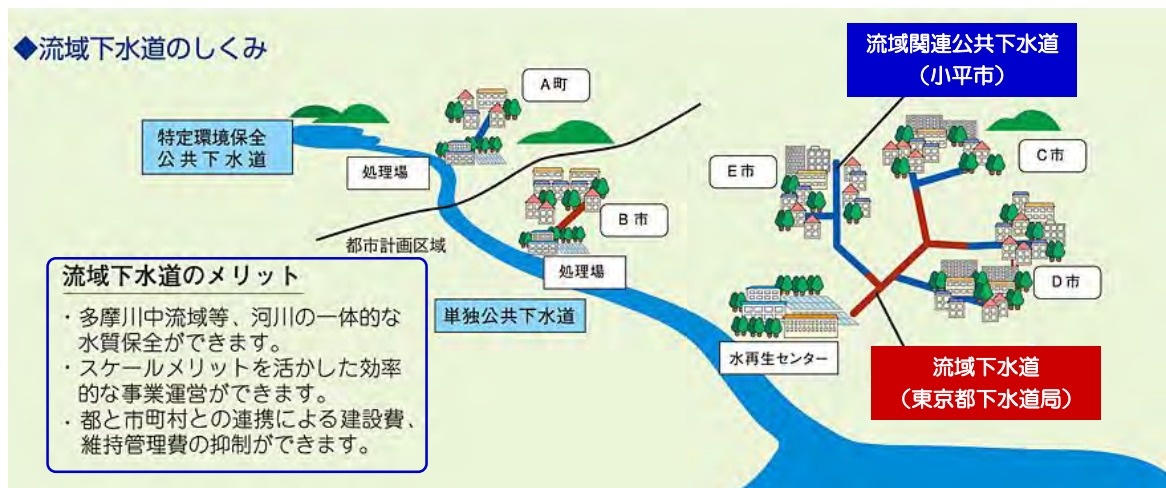 ◆流域下水道のしくみ
流域関連公共下水道
（小平市）
A町
特定環境保全
公共下水道
処理場
E市
C市
B市
都市計画区域
処理場
D市
流域下水道のメリット
・多摩川中流域等、河川の一体的な
水質保全ができます。
・スケールメリットを活かした効率
的な事業運営ができます。
・都と市町村との連携による建設費、
維持管理費の抑制ができます。
単独公共下水道
水再生センター
流域下水道
（東京都下水道局）